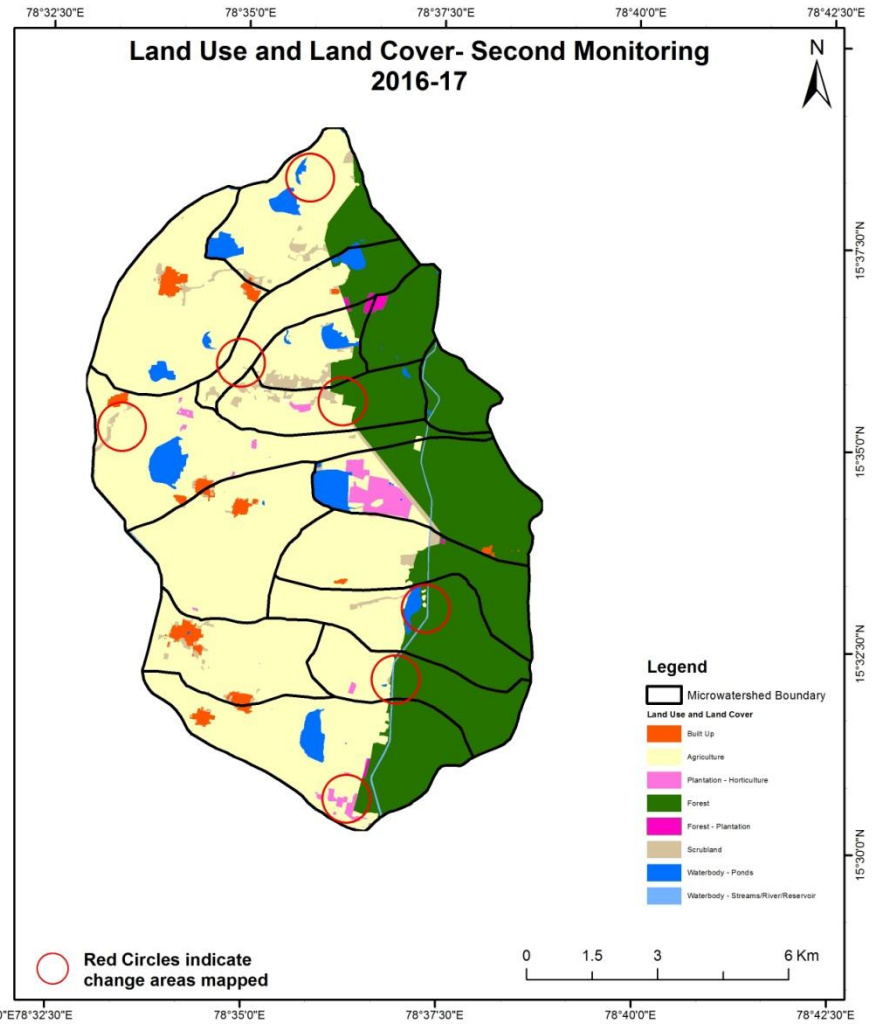 78°32'30"E 78°35'0"E 78°37'30"E 78°40'0"E 78°42'30"E
Land Use and Land Cover- Second Monitoring
2016-17
N
15°37'30"N
15°35'0"N
15°32'30"N
15°30'0"N
Legend
Microwatershed Boundary
Land Use and Land Cover
Built Up
Agriculture
Plantation - Horticulture
Forest
Forest - Plantation
Scrubland
Waterbody - Ponds
Waterbody - Streams/River/Reservoir
Red Circles indicate
change areas mapped
0 1.5 3 6 Km
0"E78°32'30"E 78°35'0"E 78°37'30"E 78°40'0"E 78°42'30"E